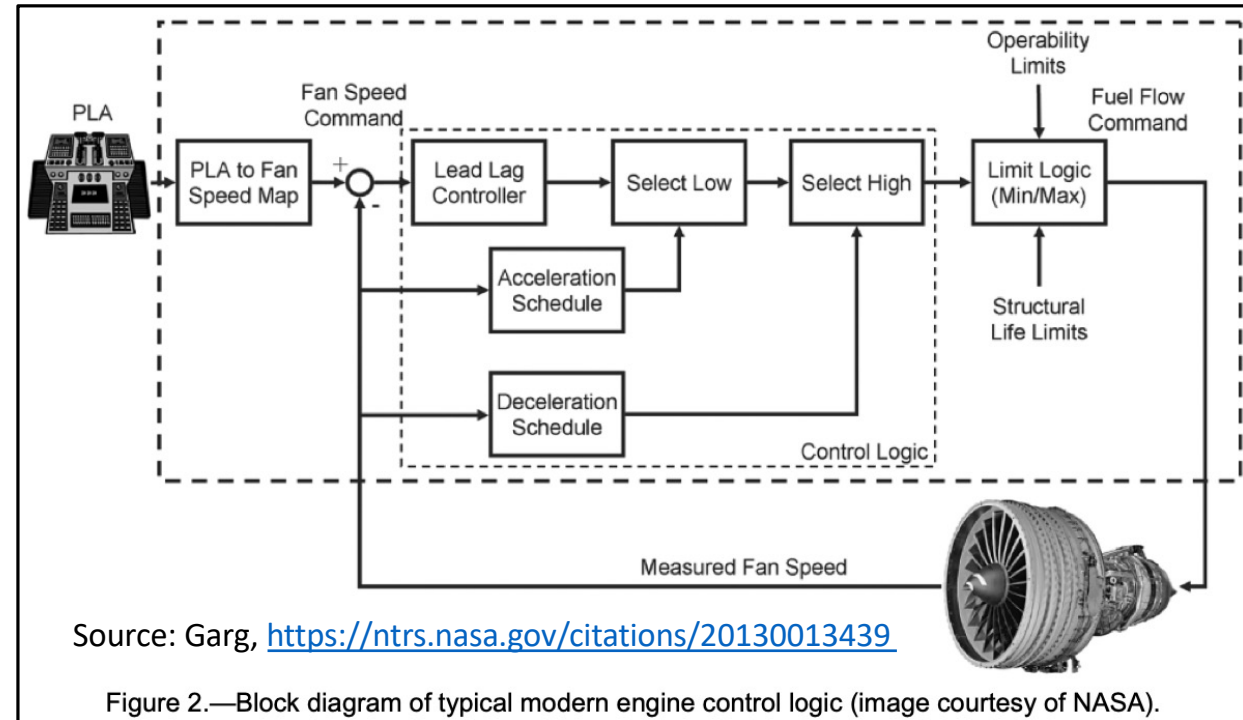 Operability
Limits
PLA
Fan Speed
Command
Fuel Flow
Command
PLA to Fan
Speed Map
+
-
Lead Lag
Controller
Select Low
Select High
Limit Logic
(Min/Max)
Acceleration
Schedule
Structural
Life Limits
Deceleration
Schedule
Control Logic
Measured Fan Speed
Source: Garg, https://ntrs.nasa.gov/citations/20130013439
Figure 2.—Block diagram of typical modern engine control logic (image courtesy of NASA).